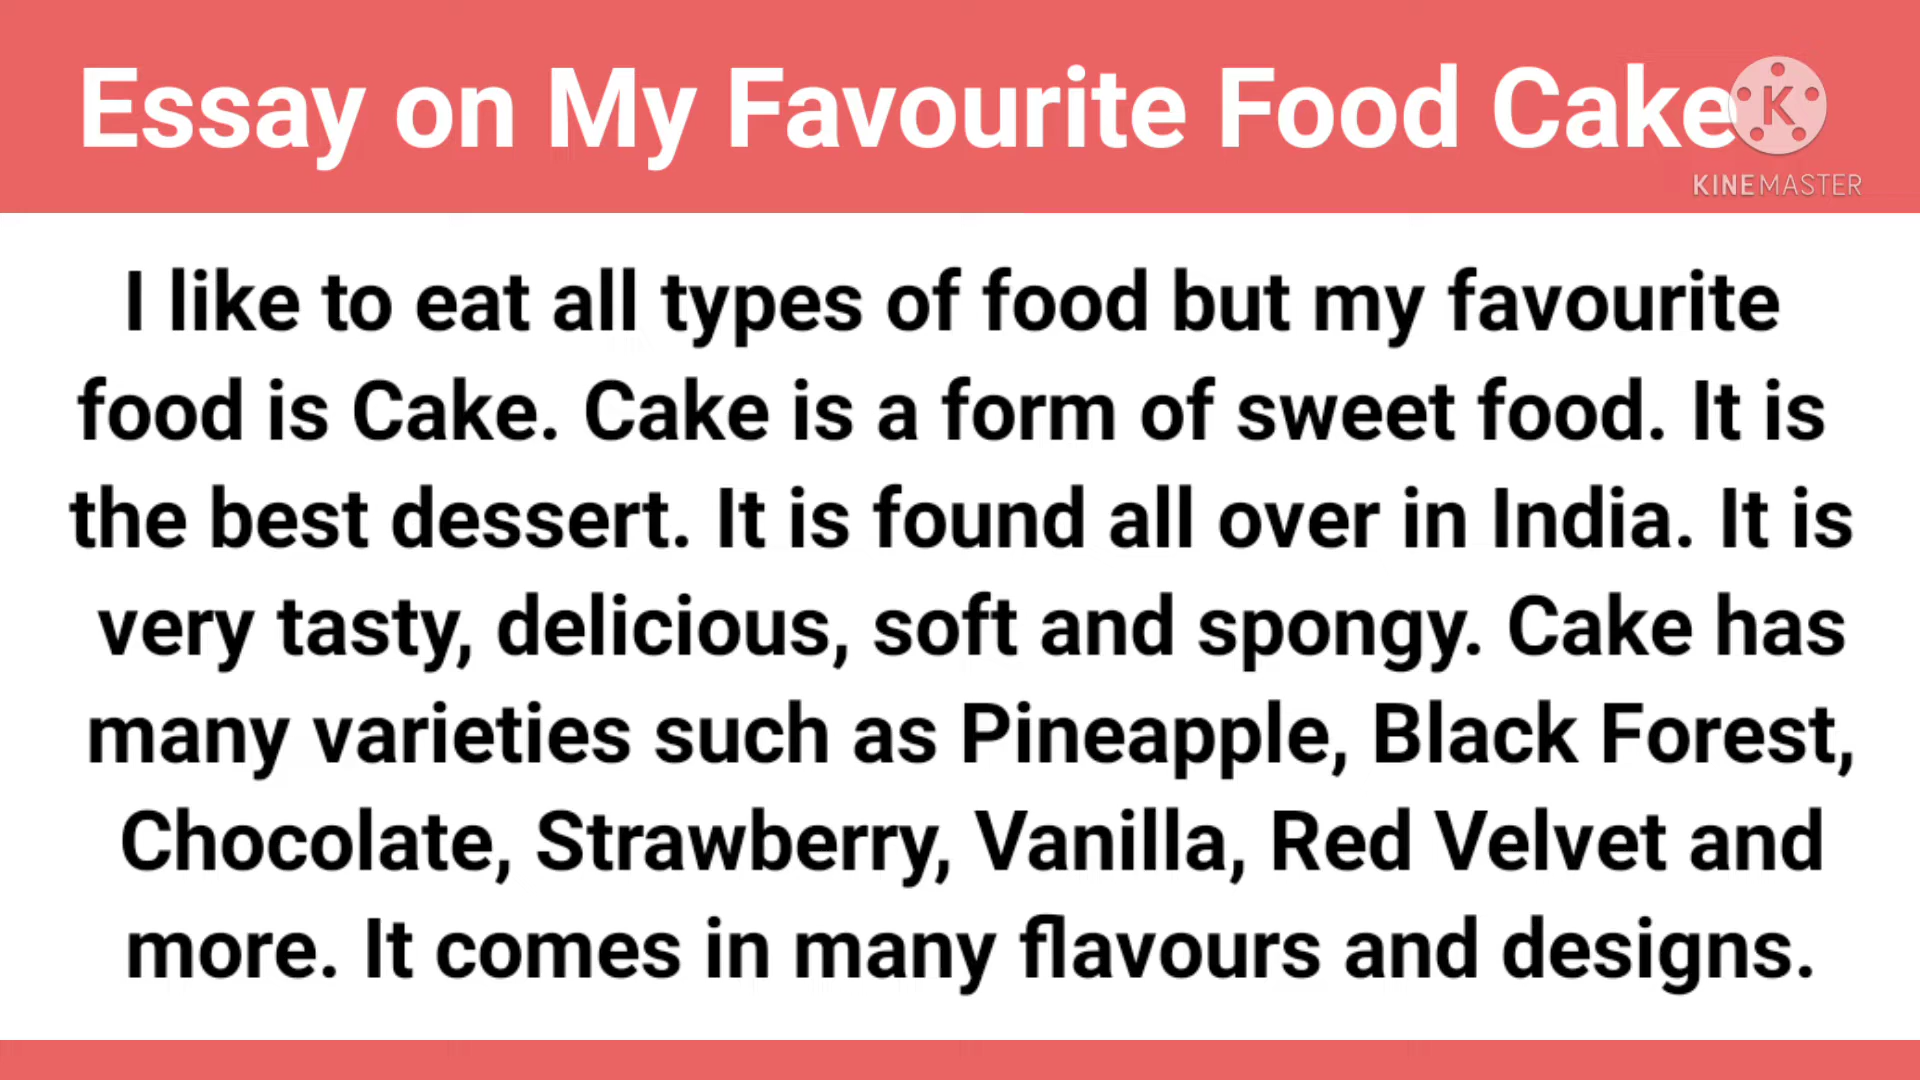 Essay on My Favourite Food Cake
K
KINEMASTER
I like to eat all types of food but my favourite
food is Cake. Cake is a form of sweet food. It is
the best dessert. It is found all over in India. It is
very tasty, delicious, soft and spongy. Cake has
many varieties such as Pineapple, Black Forest,
Chocolate, Strawberry, Vanilla, Red Velvet and
more. It comes in many flavours and designs.